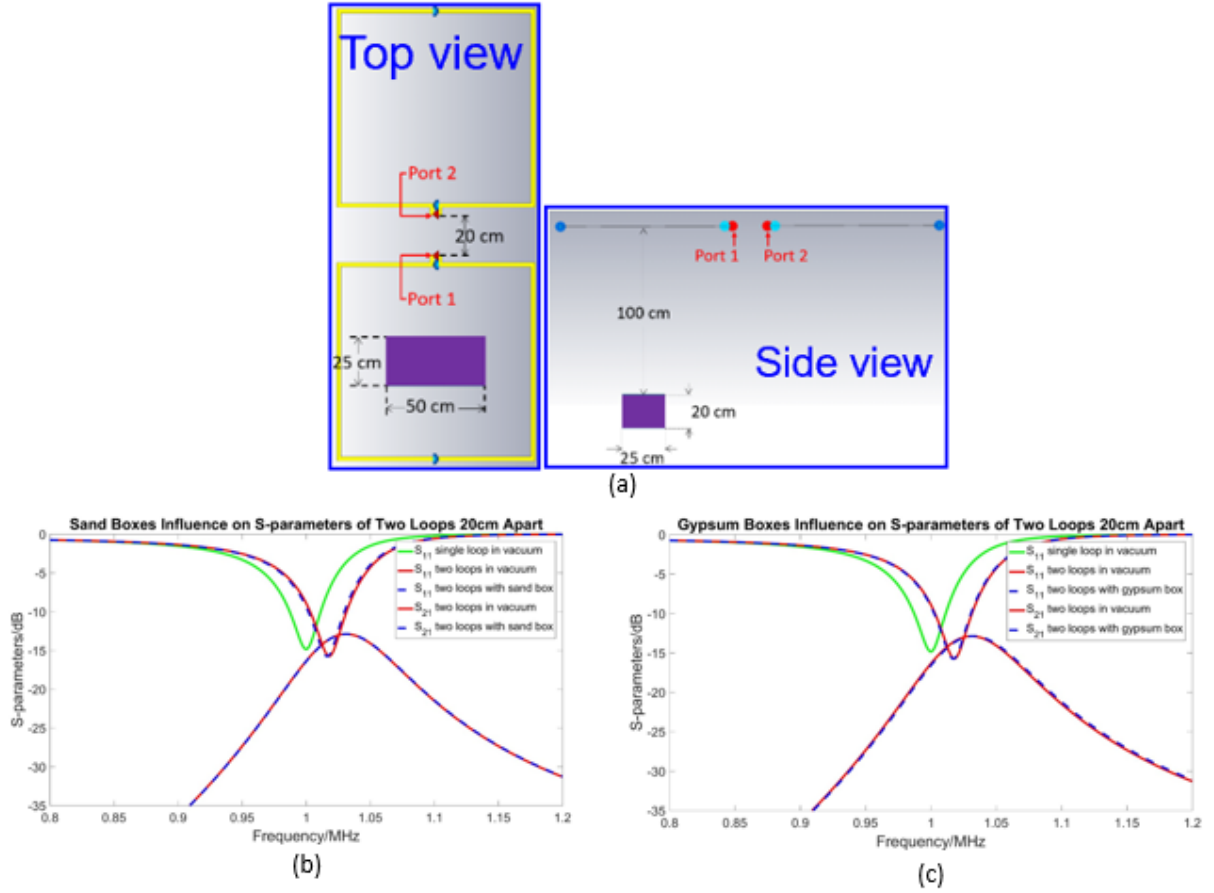 Top view
Port 2
20 cm
Port 1
25 cm
50 cm
Port 1
Port 2
100 cm
Side view
20 cm
25 cm
(a)
Sand Boxes Influence on S-parameters of Two Loops 20cm Apart
S11 single loop in vacuum
S11 two loops in vacuum
S11 two loops with sand box
S21 two loops in vacuum
S21 two loops with sand box
S-parameters/dB
0
-5
-10
-15
-20
-25
-30
-35
0.8
0.85
0.9
0.95
1
1.05
1.1
1.15
1.2
Frequency/MHz
(b)
Gypsum Boxes Influence on S-parameters of Two Loops 20cm Apart
S11 single loop in vacuum
S11 two loops in vacuum
S11 two loops with gypsum box
S21 two loops in vacuum
S21 two loops with gypsum box
S-parameters/dB
0
-5
-10
-15
-20
-25
-30
-35
0.8
0.85
0.9
0.95
1
1.05
1.1
1.15
1.2
Frequency/MHz
(c)